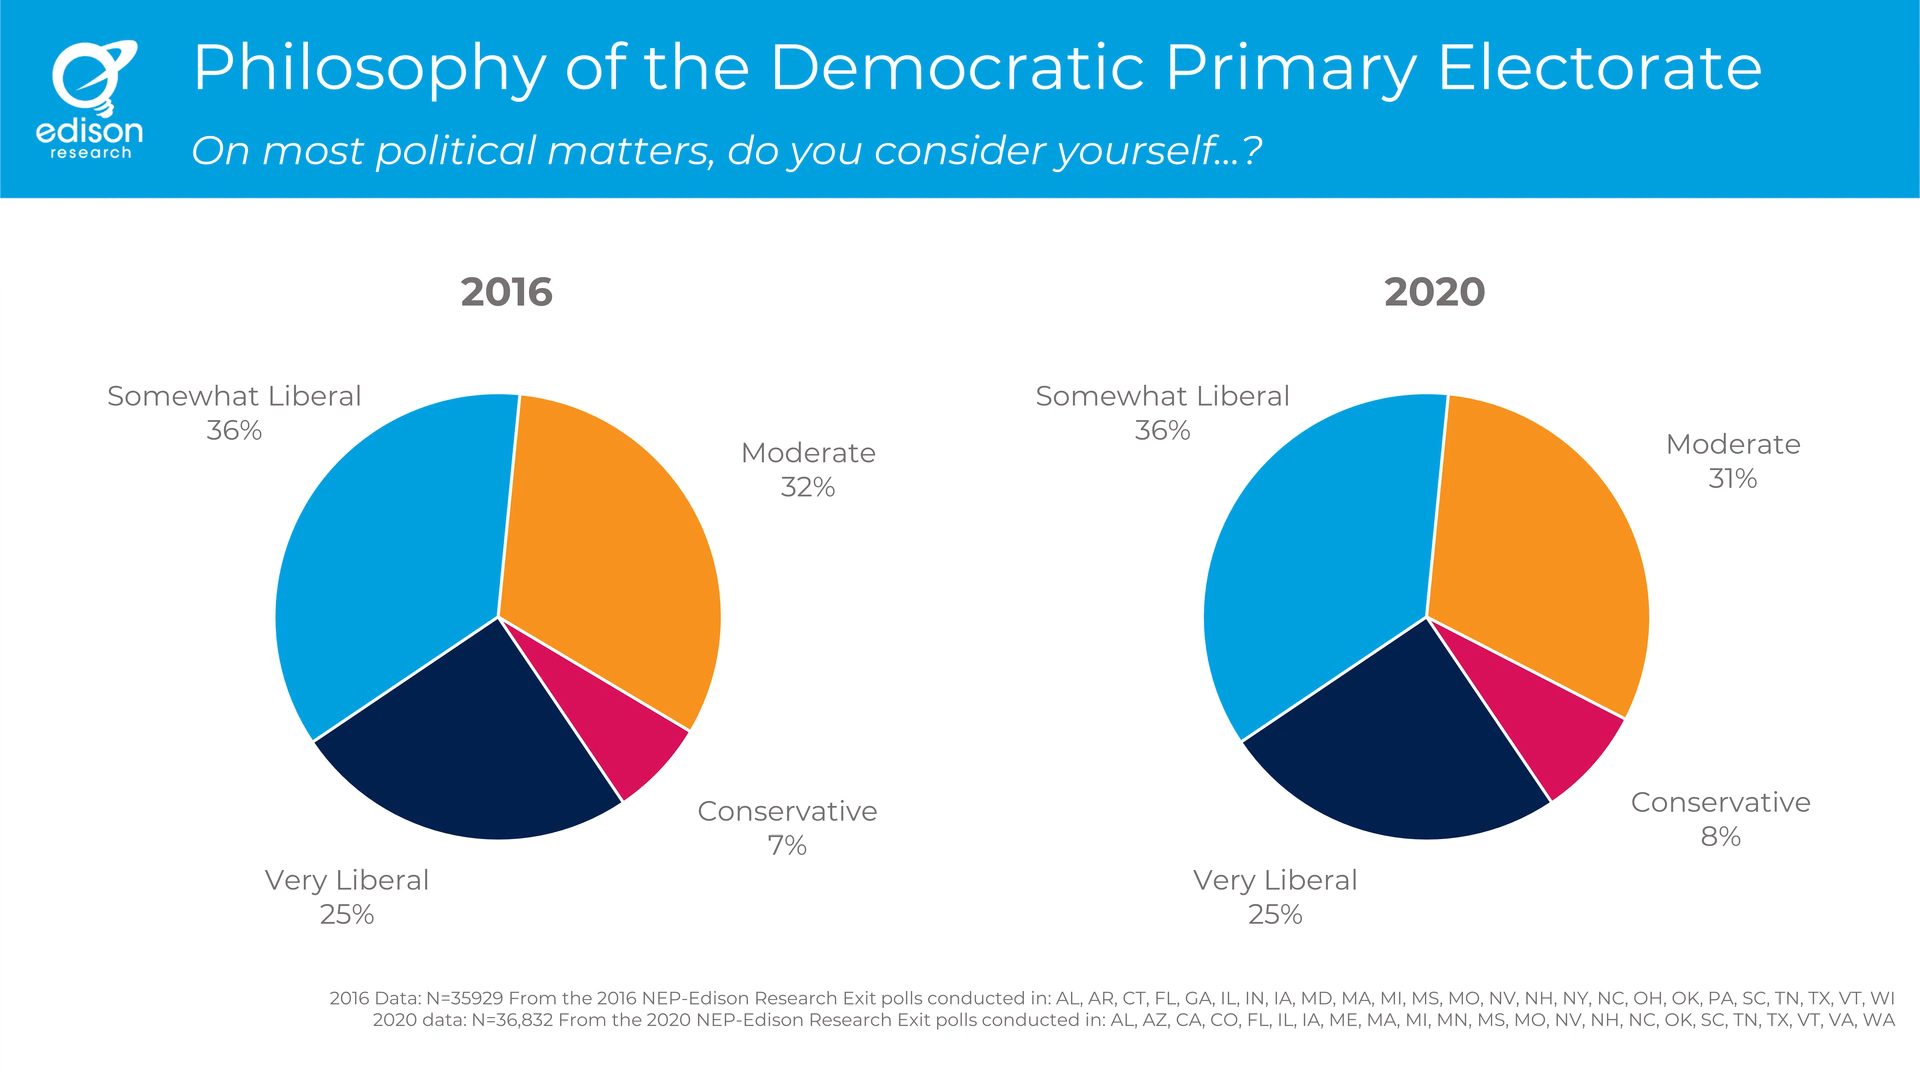 Philosophy of the Democratic Primary Electorate
edison
research
On most political matters, do you consider yourself...?
2016
2020
Somewhat Liberal
36%
Moderate
32%
Conservative
7%
Very Liberal
25%
Somewhat Liberal
36%
Moderate
31%
Conservative
8%
Very Liberal
25%
2016 Data: N=35929 From the 2016 NEP-Edison Research Exit polls conducted in: AL, AR, CT, FL, GA, IL, IN, IA, MD, MA, MI, MS, MO, NV, NH, NY, NC, OH, OK, PA, SC, TN, TX, VT, WI
2020 data: N=36,832 From the 2020 NEP-Edison Research Exit polls conducted in: AL, AZ, CA, CO, FL, IL, IA, ME, MA, MI, MN, MS, MO, NV, NH, NC, OK, SC, TN, TX, VT, VA, WA